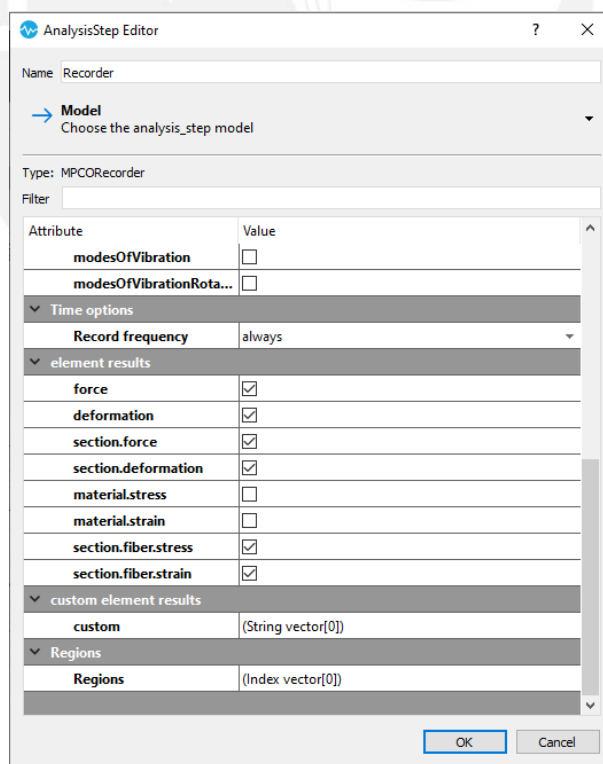 AnalysisStep Editor ?
Name Recorder
Model
Choose the analysis_step model
Type: MPCORecorder
Filter
Attribute Value
modesOfVibration
modesOfVibrationRota...
Time options
Record frequency always
element results
force
deformation
section.force
section.deformation
material.stress
material.strain
section.fiber.stress
section.fiber.strain
custom element results
custom (String vector[0])
Regions
Regions (Index vector[0])
OK Cancel